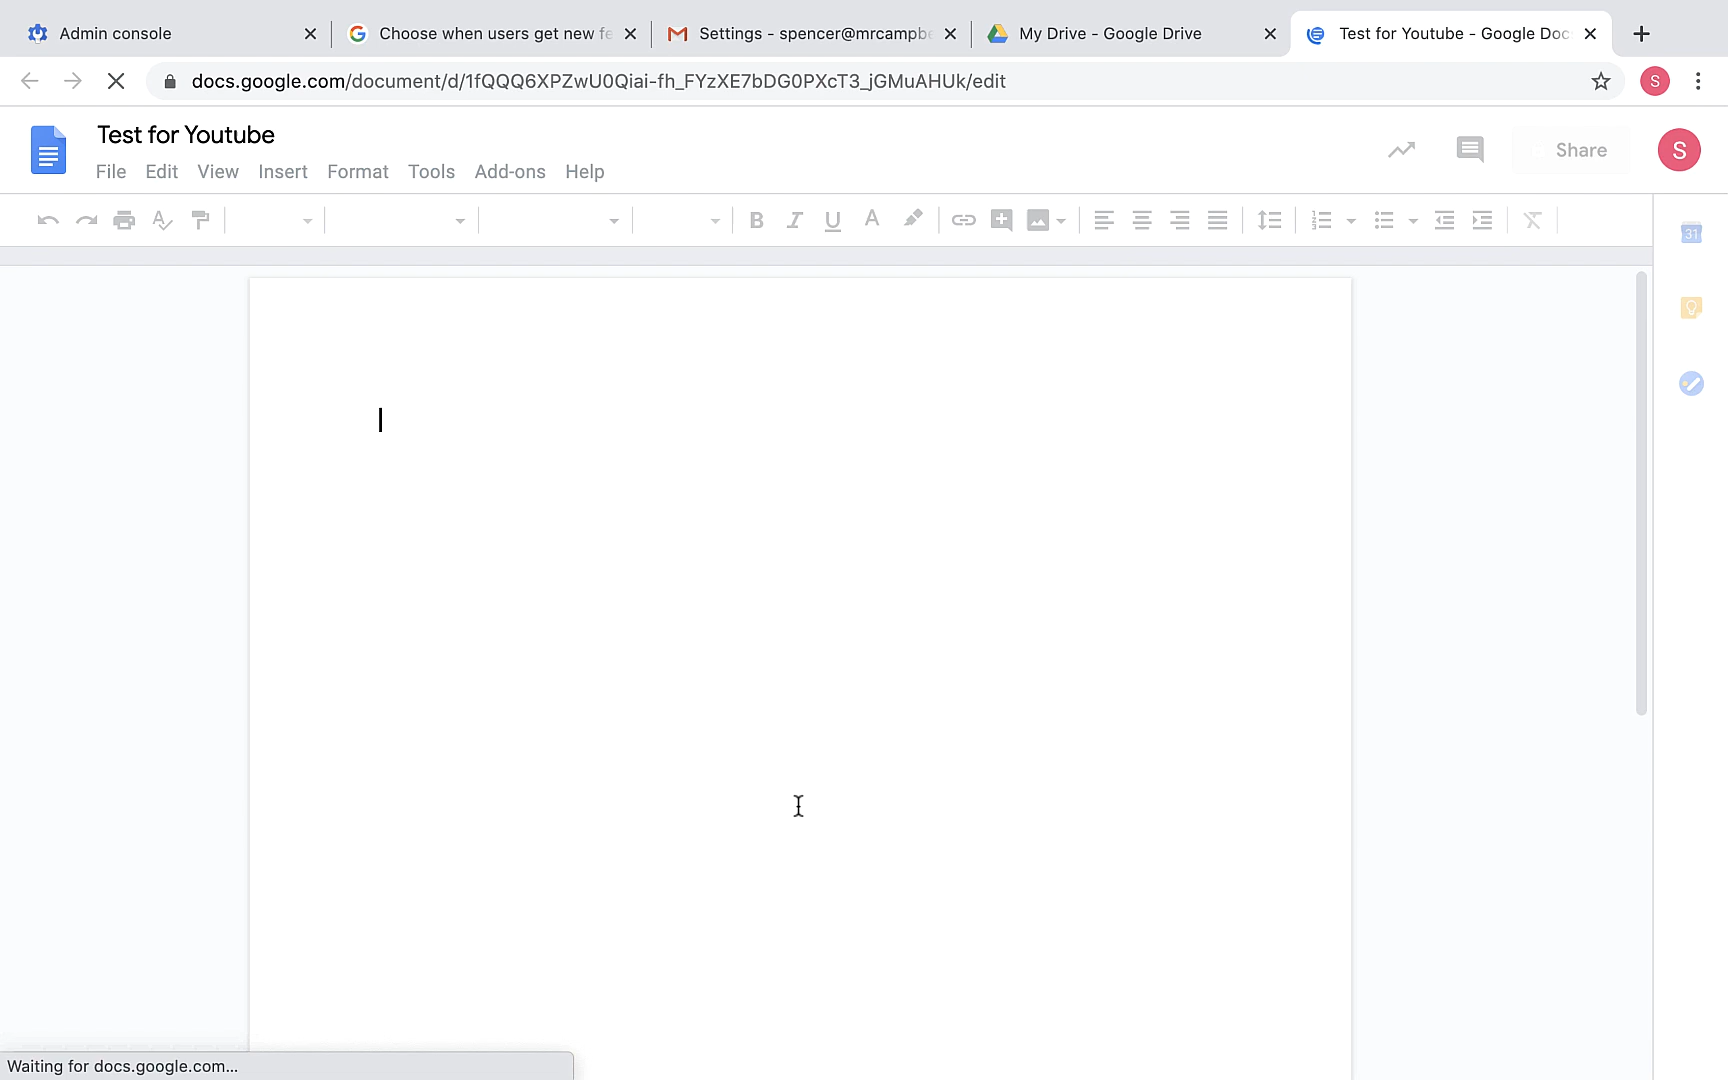 Admin console
Choose when users get new fe
Settings - spencer@mrcampbe
My Drive - Google Drive
Test for Youtube - Google Doc
docs.google.com/document/d/1fQQQ6XPZwU0Qiai-fh_FYzXE7bDG0PXcT3_jGMuAHUk/edit
S
Test for Youtube
File Edit View Insert Format Tools Add-ons Help
Share
S
B I U A
31
Waiting for docs.google.com...